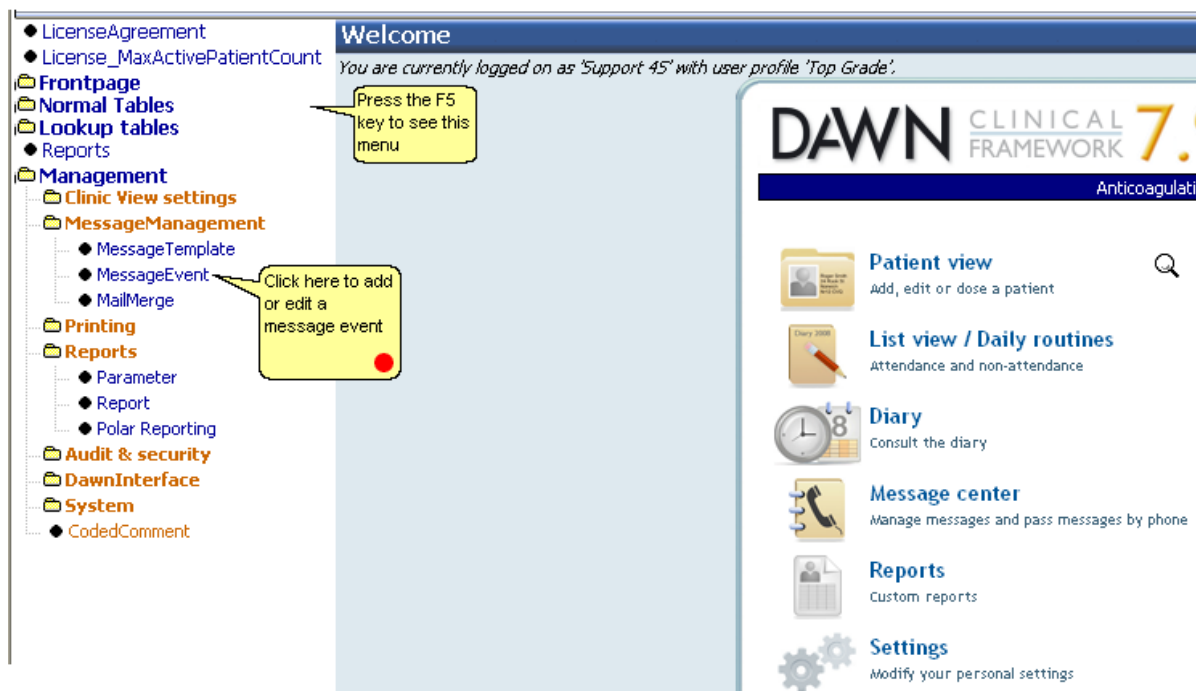 LicenseAgreement
License_MaxActivePatientCount
Frontpage
Normal Tables
Lookup tables
Reports
Management
Clinic View settings
MessageManagement
MessageTemplate
MessageEvent
MailMerge
Printing
Reports
Parameter
Report
Polar Reporting
Audit & security
DawnInterface
System
CodedComment
Press the F5
key to see this
menu
Click here to add
or edit a
message event
Welcome
You are currently logged on as 'Support 45' with user profile 'Top Grade'.
DAWN CLINICAL
FRAMEWORK 7.9
Anticoagulati
Patient view
Add, edit or dose a patient
List view / Daily routines
Attendance and non-attendance
Diary
Consult the diary
Message center
Manage messages and pass messages by phone
Reports
Custom reports
Settings
Modify your personal settings